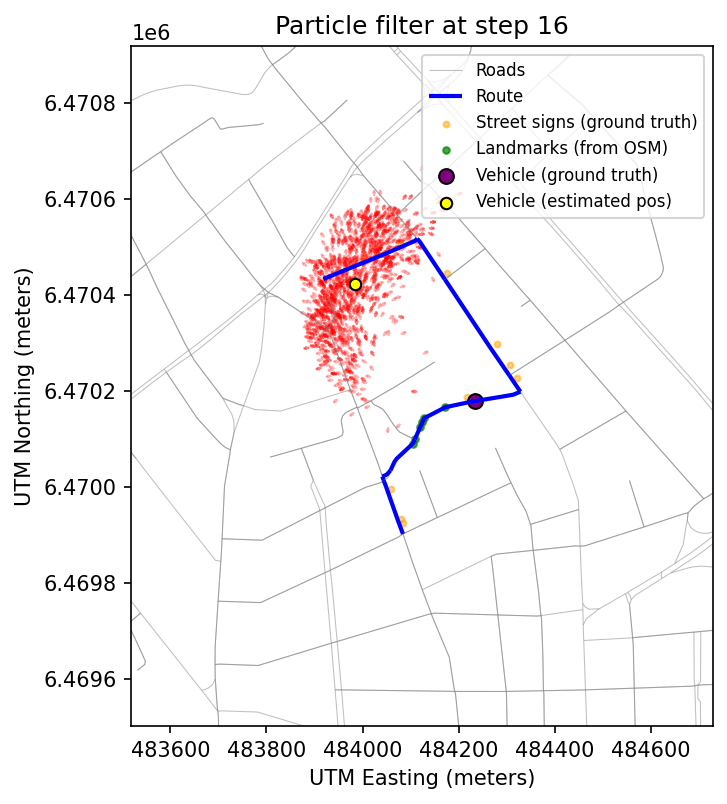 Particle filter at step 16
1e6
Roads
Route
Street signs (ground truth)
Landmarks (from OSM)
Vehicle (ground truth)
Vehicle (estimated pos)
UTM Northing (meters)
6.4708
6.4706
6.4704
6.4702
6.4700
6.4698
6.4696
483600 483800 484000 484200 484400 484600
UTM Easting (meters)